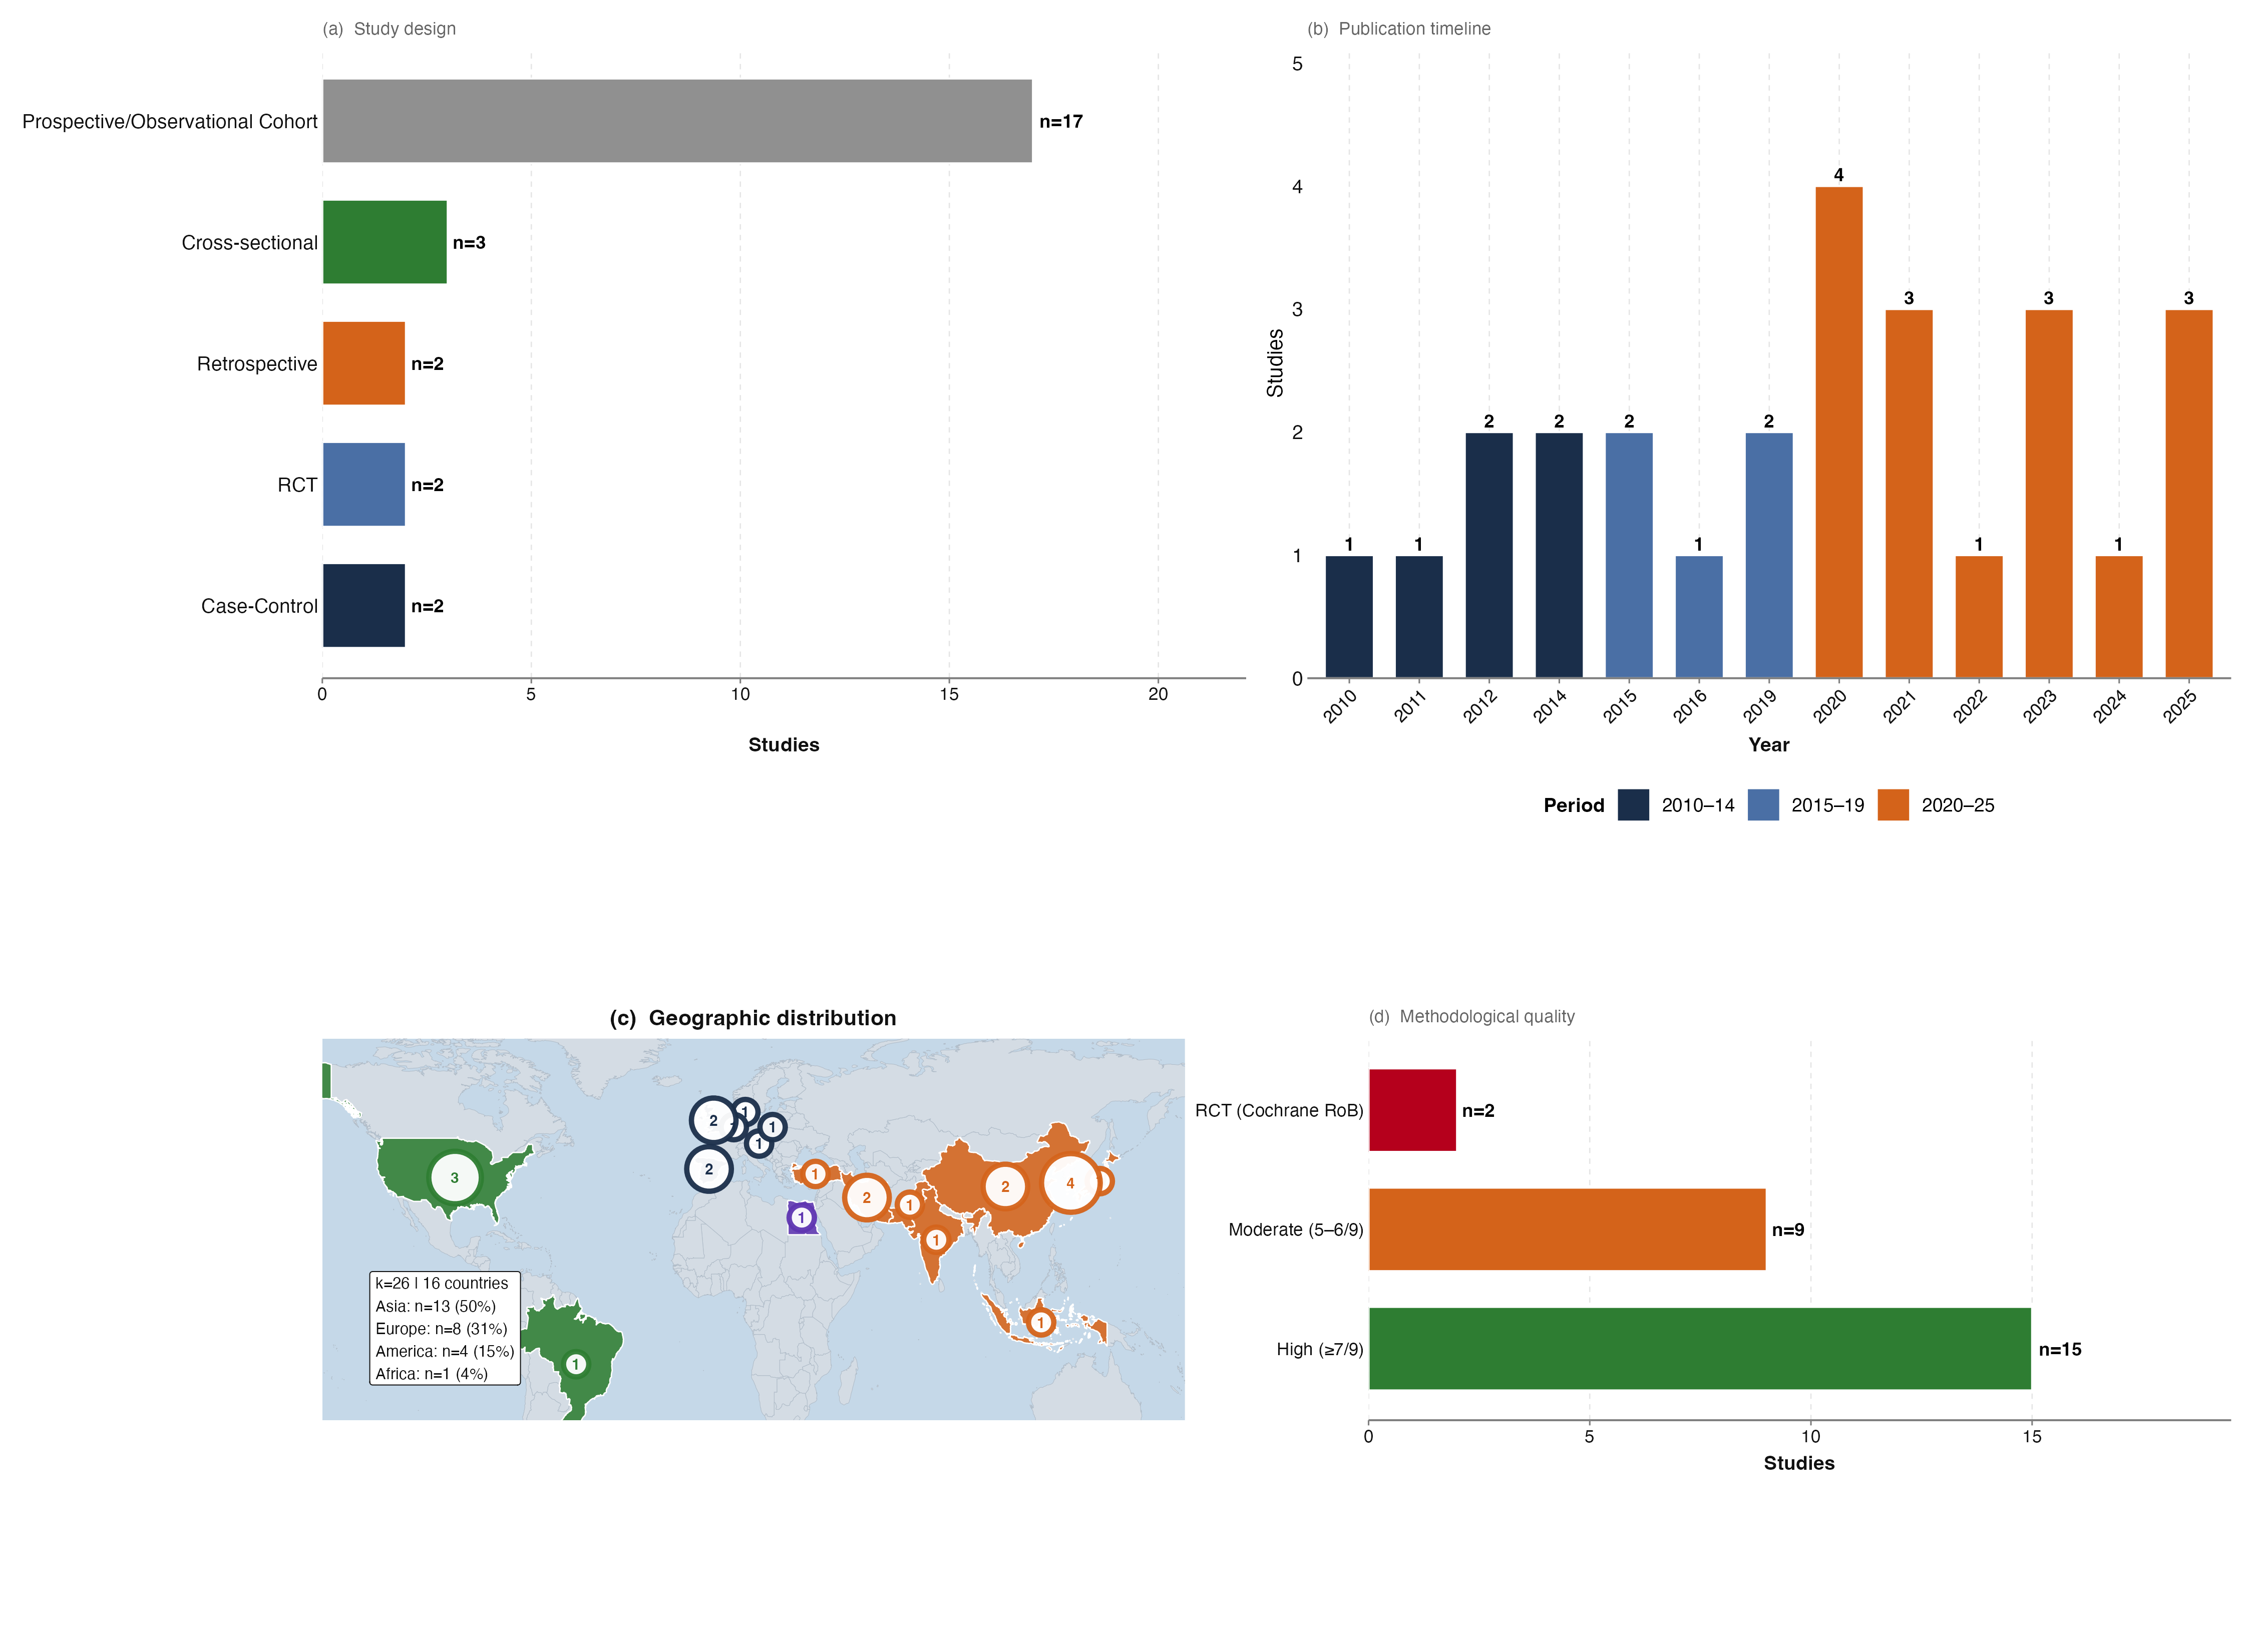 (a) Study design
Prospective/Observational Cohort
n=17
Cross-sectional
n=3
Retrospective
n=2
RCT
n=2
Case-Control
n=2
0 5 10 15 20
Studies
(b) Publication timeline
Studies
5
4
3
2
1
0
1 1 2 2 2 1 2 4 3 1 3 1 3
2010 2011 2012 2014 2015 2016 2019 2020 2021 2022 2023 2024 2025
Year
Period 2010–14 2015–19 2020–25
(c) Geographic distribution
2
1
1
1
2
3
1
2
1
2
4
1
1
1
1
k=26 | 16 countries
Asia: n=13 (50%)
Europe: n=8 (31%)
America: n=4 (15%)
Africa: n=1 (4%)
(d) Methodological quality
RCT (Cochrane RoB)
n=2
Moderate (5–6/9)
n=9
High (≥7/9)
n=15
0 5 10 15
Studies